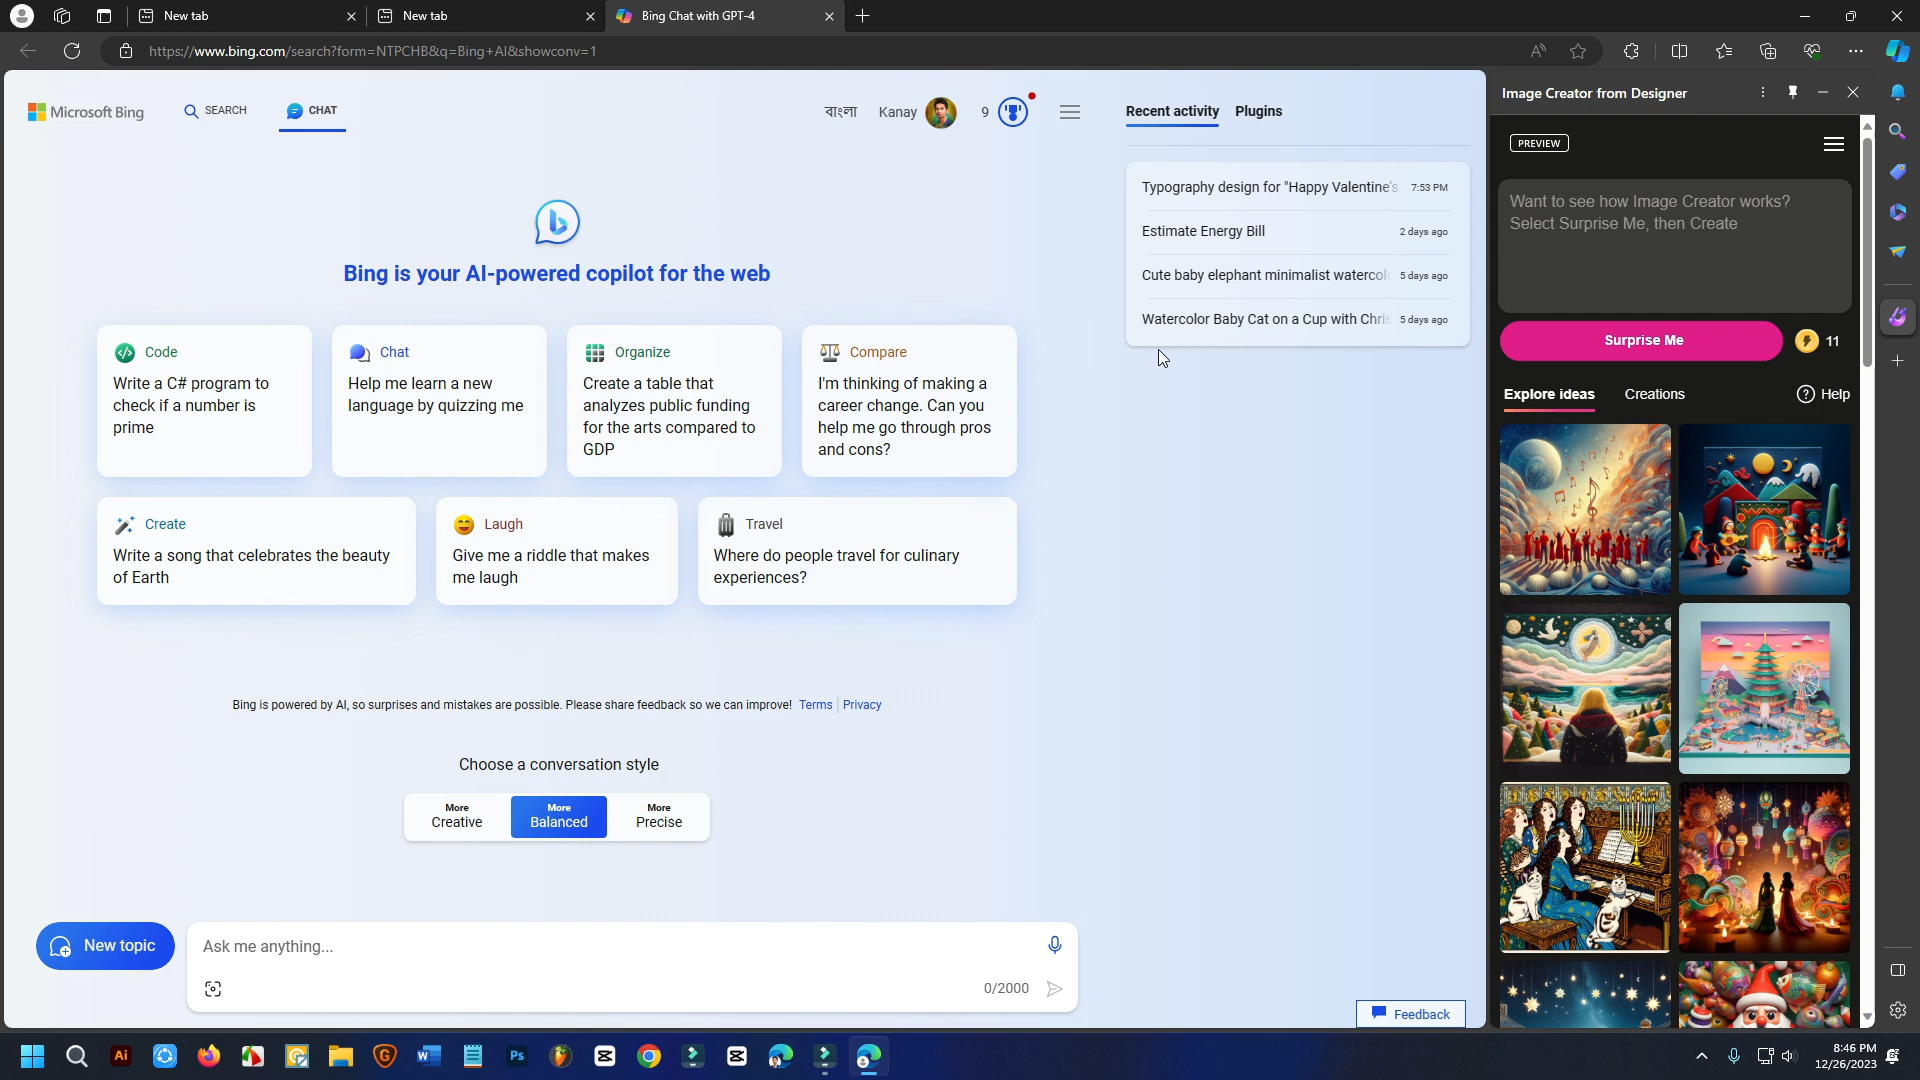 New tab
New tab
Bing Chat with GPT-4
https://www.bing.com/search?form=NTPCHB&q=Bing+AI&showconv=1
Microsoft Bing
SEARCH
CHAT
বাংলা
Kanay
9
Recent activity
Plugins
Typography design for "Happy Valentine's
7:53 PM
Estimate Energy Bill
2 days ago
Cute baby elephant minimalist waterco
5 days ago
Watercolor Baby Cat on a Cup with Chris
5 days ago
Bing is your AI-powered copilot for the web
Code
Write a C# program to
check if a number is
prime
Chat
Help me learn a new
language by quizzing me
Organize
Create a table that
analyzes public funding
for the arts compared to
GDP
Compare
I'm thinking of making a
career change. Can you
help me go through pros
and cons?
Create
Write a song that celebrates the beauty
of Earth
Laugh
Give me a riddle that makes
me laugh
Travel
Where do people travel for culinary
experiences?
Bing is powered by AI, so surprises and mistakes are possible. Please share feedback so we can improve! Terms Privacy
Choose a conversation style
More
Creative
More
Balanced
More
Precise
New topic
Ask me anything...
0/2000
Feedback
Image Creator from Designer
PREVIEW
Want to see how Image Creator works?
Select Surprise Me, then Create
Surprise Me
11
Explore ideas
Creations
Help
Ai
Ps
8:46 PM
12/26/2023